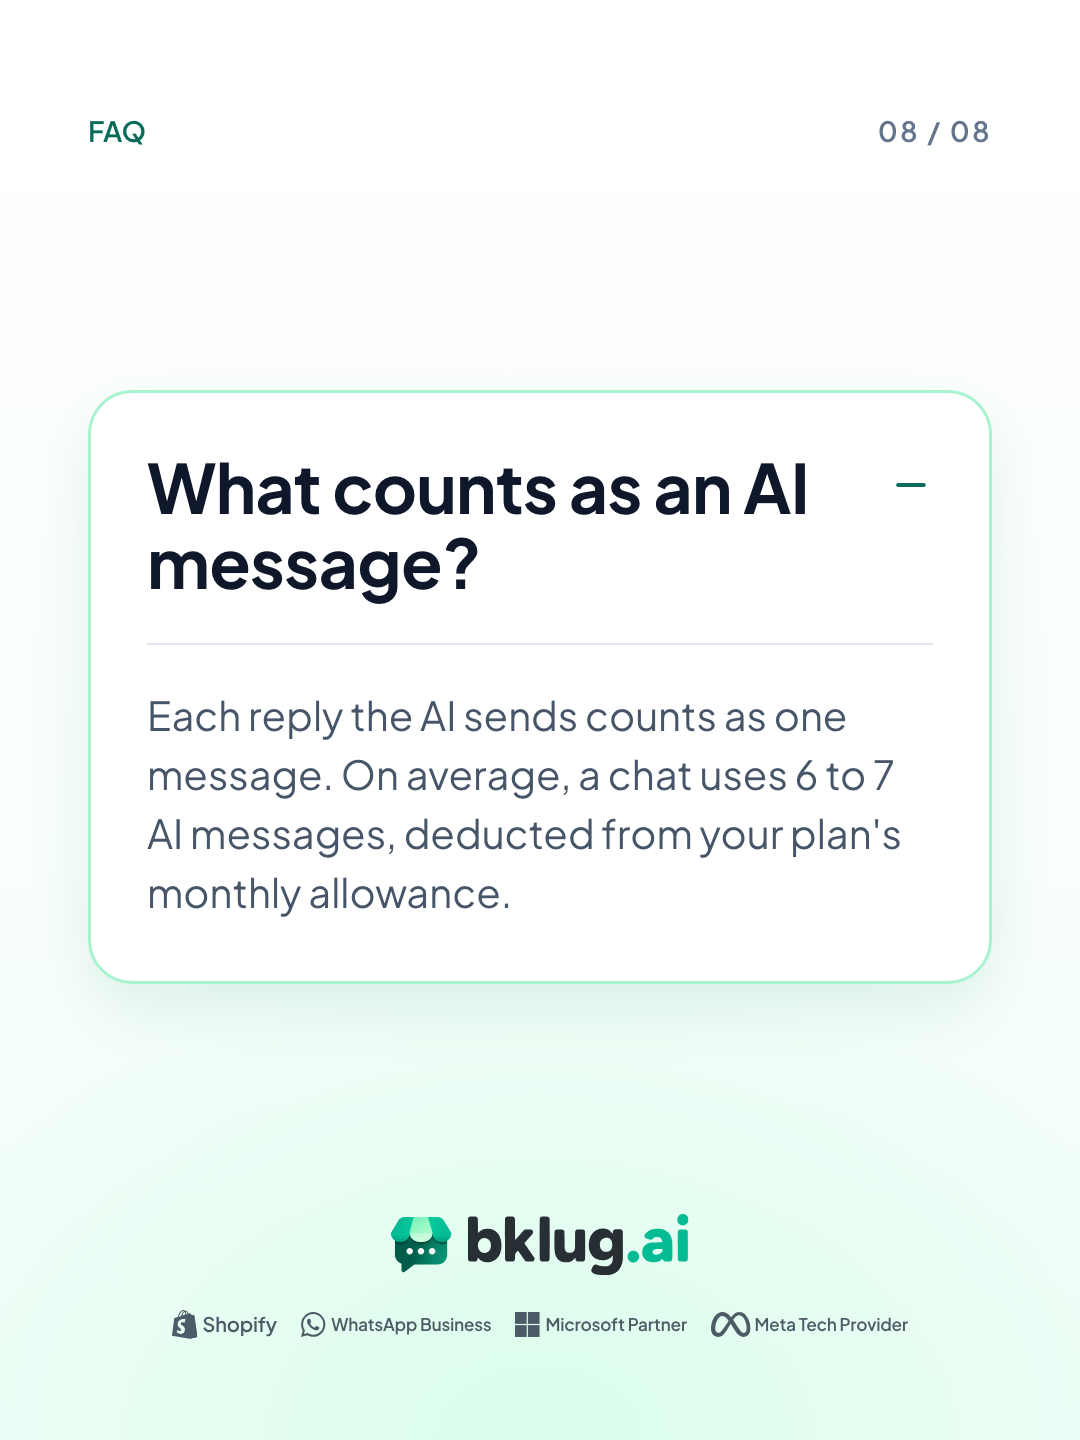 FAQ
08 / 08
What counts as an AI
message?
Each reply the AI sends counts as one
message. On average, a chat uses 6 to 7
AI messages, deducted from your plan's
monthly allowance.
bklug.ai
Shopify WhatsApp Business Microsoft Partner Meta Tech Provider